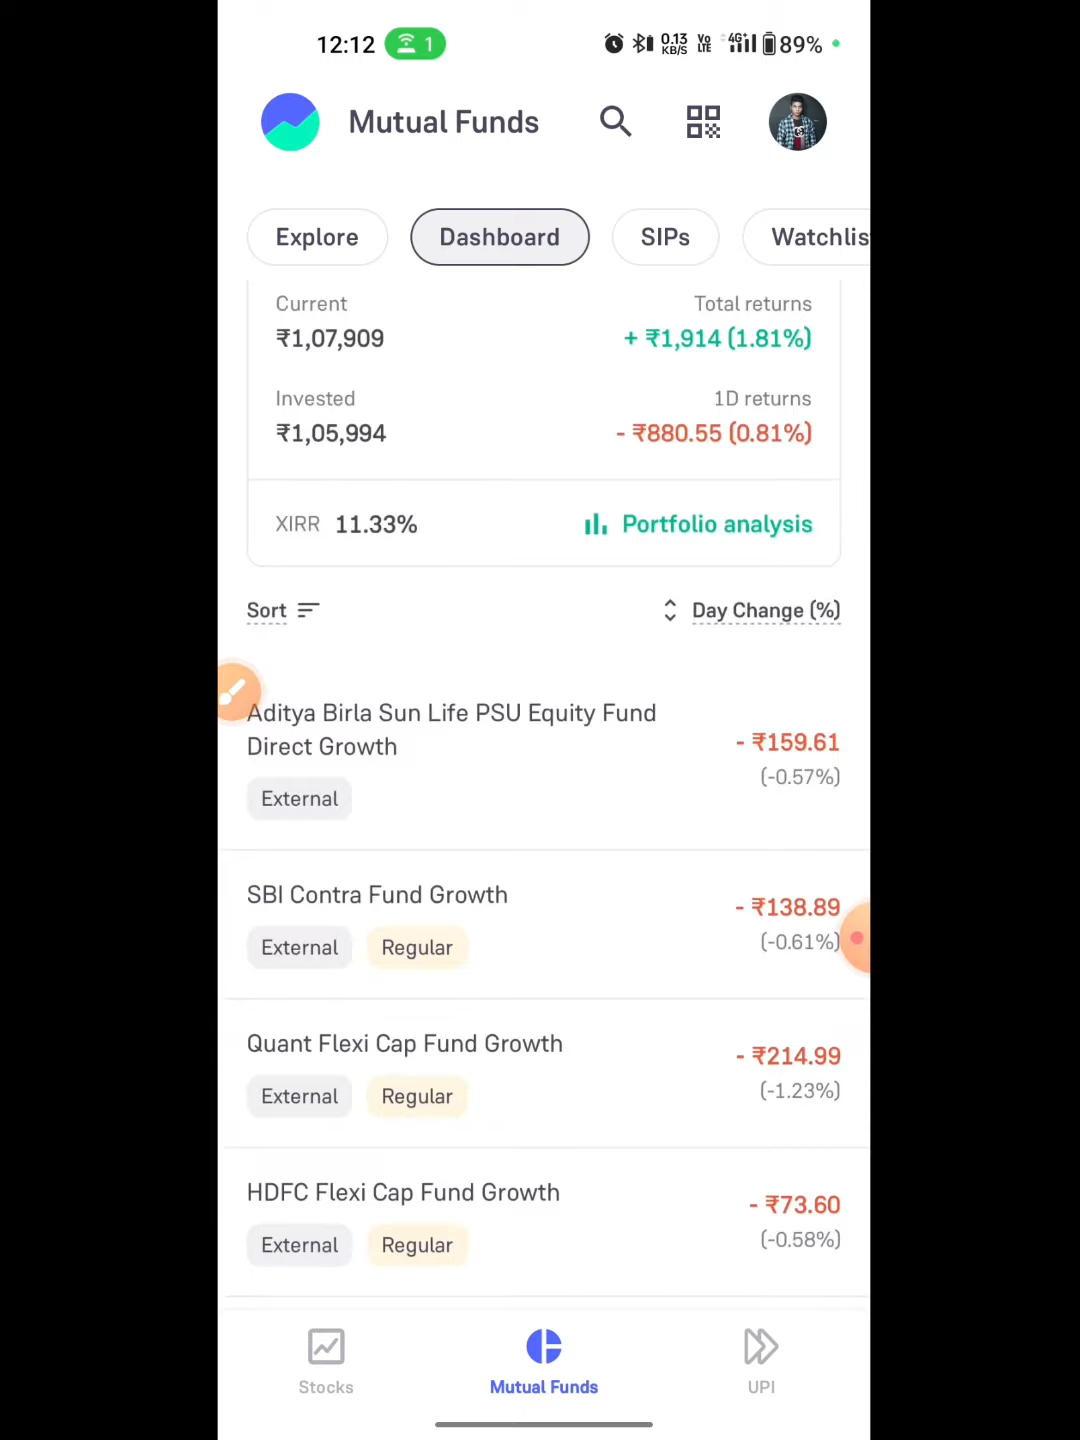 12:12 1 0.13 KB/S Vo LTE 4G+ 89%
Mutual Funds
Explore Dashboard SIPs Watchlis
Current Total returns
₹1,07,909 + ₹1,914 (1.81%)
Invested 1D returns
₹1,05,994 - ₹880.55 (0.81%)
XIRR 11.33% Portfolio analysis
Sort Day Change (%)
Aditya Birla Sun Life PSU Equity Fund
Direct Growth
- ₹159.61
(-0.57%)
External
SBI Contra Fund Growth
- ₹138.89
(-0.61%)
External Regular
Quant Flexi Cap Fund Growth
- ₹214.99
(-1.23%)
External Regular
HDFC Flexi Cap Fund Growth
- ₹73.60
(-0.58%)
External Regular
Stocks Mutual Funds UPI